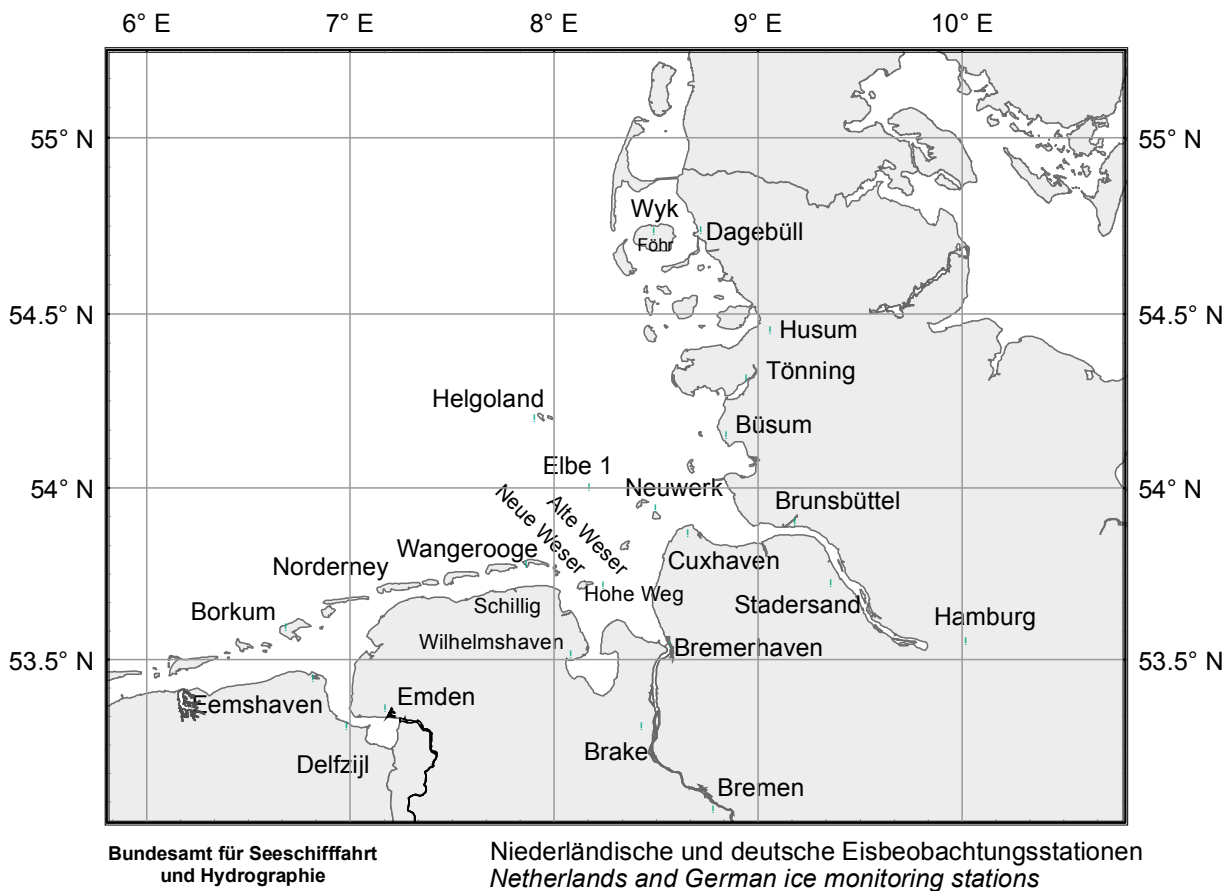 6° E 7° E 8° E 9° E 10° E
55° N 55° N
Wyk
Föhr
Dagebüll
54.5° N 54.5° N
Husum
Tönning
Helgoland
Büsum
Elbe 1
54° N 54° N
Neuwerk
Brunsbüttel
Neue Weser
Alte Weser
Wangerooge
Cuxhaven
Norderney
Hohe Weg
Stadersand
Schillig
Borkum
Hamburg
Wilhelmshaven
Bremerhaven
53.5° N 53.5° N
Eemshaven
Emden
Delfzijl
Brake
Bremen
Bundesamt für Seeschifffahrt
und Hydrographie
Niederländische und deutsche Eisbeobachtungsstationen
Netherlands and German ice monitoring stations